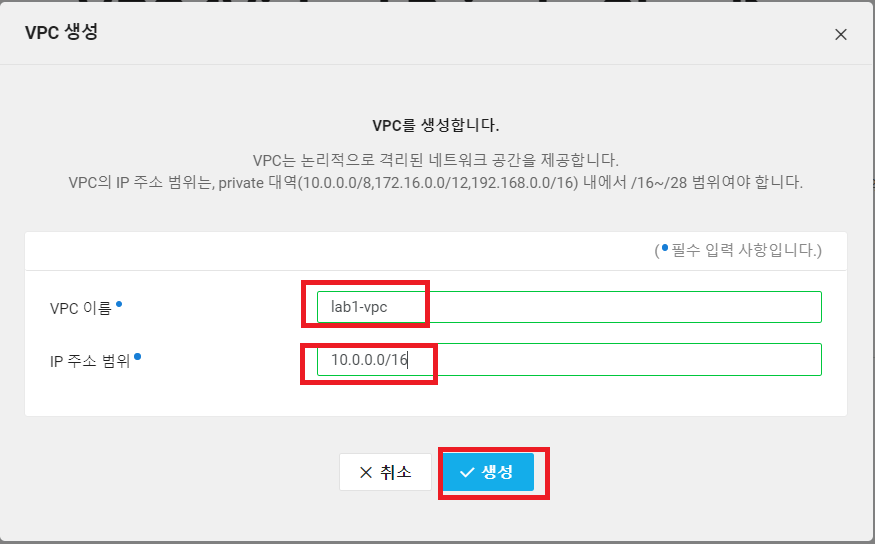 VPC 생성
VPC를 생성합니다.
VPC는 논리적으로 격리된 네트워크 공간을 제공합니다.
VPC의 IP 주소 범위는, private 대역(10.0.0.0/8,172.16.0.0/12,192.168.0.0/16) 내에서 /16~/28 범위여야 합니다.
(• 필수 입력 사항입니다.)
VPC 이름 •
lab1-vpc
IP 주소 범위 •
10.0.0.0/16
취소
생성